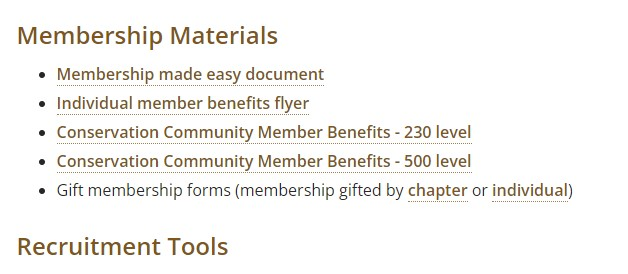 Membership Materials
Membership made easy document
Individual member benefits flyer
Conservation Community Member Benefits - 230 level
Conservation Community Member Benefits - 500 level
Gift membership forms (membership gifted by chapter or individual)
Recruitment Tools